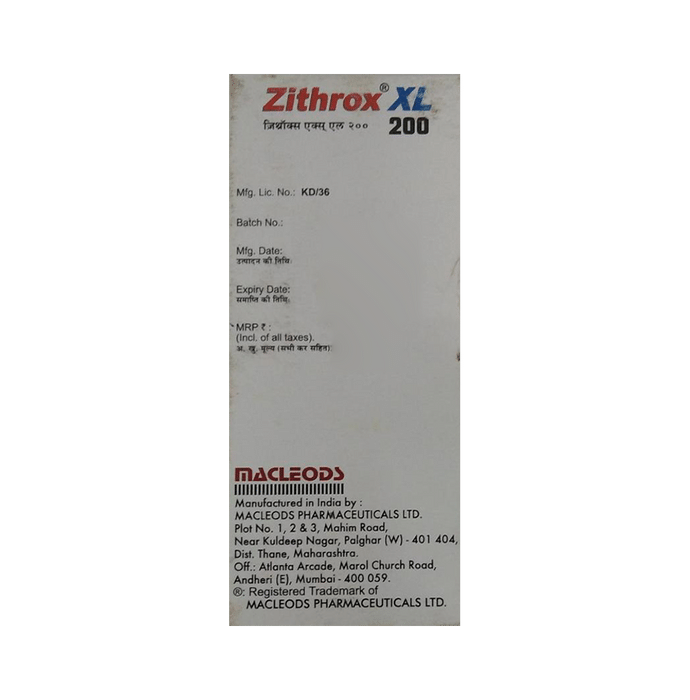 Zithrox® XL
जिथॉक्स एक्स् एल २०० 200
Mfg. Lic. No.: KD/36
Batch No.:
Mfg. Date:
उत्पादन की तिथि:
Expiry Date:
समाप्ति की तिथि:
MRP ₹ :
(Incl. of all taxes).
अ. खु. मूल्य (सभी कर सहित):
MACLEODS
Manufactured in India by :
MACLEODS PHARMACEUTICALS LTD.
Plot No. 1, 2 & 3, Mahim Road,
Near Kuldeep Nagar, Palghar (W) - 401 404,
Dist. Thane, Maharashtra.
Off.: Atlanta Arcade, Marol Church Road,
Andheri (E), Mumbai - 400 059.
®: Registered Trademark of
MACLEODS PHARMACEUTICALS LTD.